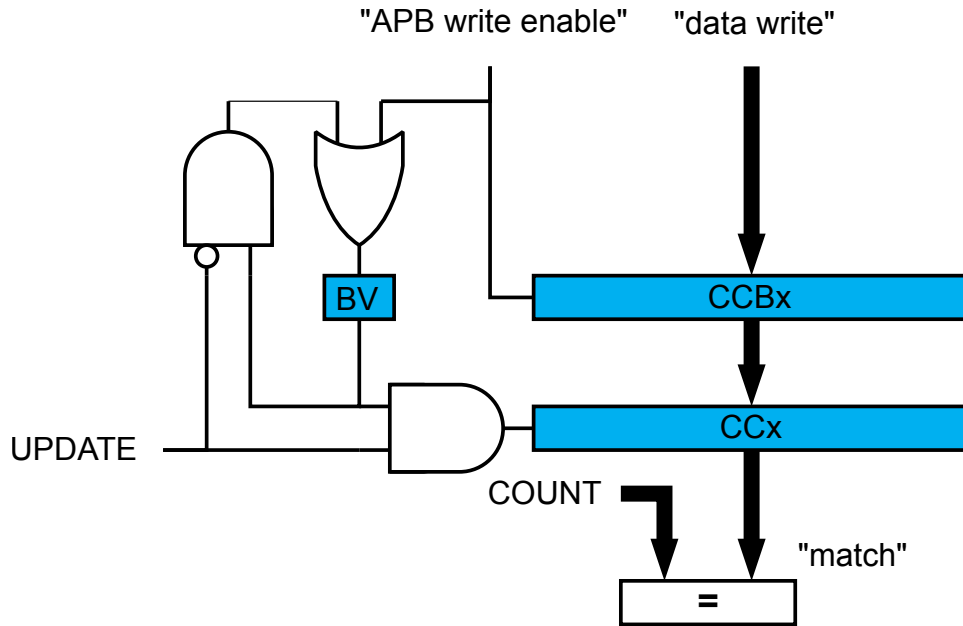 "APB write enable"
"data write"
BV
CCBx
UPDATE
CCx
COUNT
"match"
=